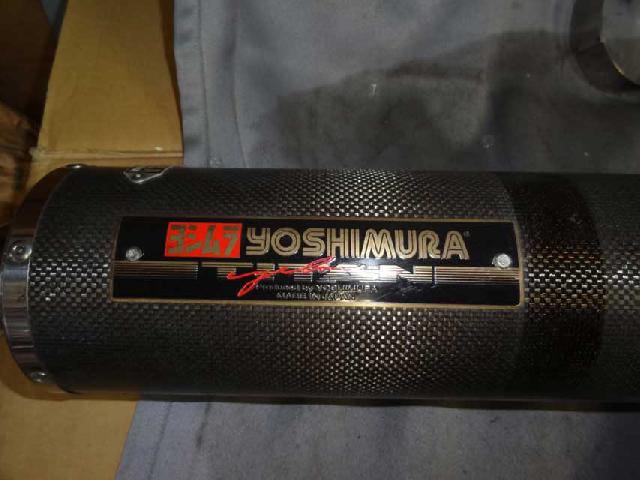 ヨシムラ YOSHIMURA®
Produced by YOSHIMURA
MADE IN JAPAN